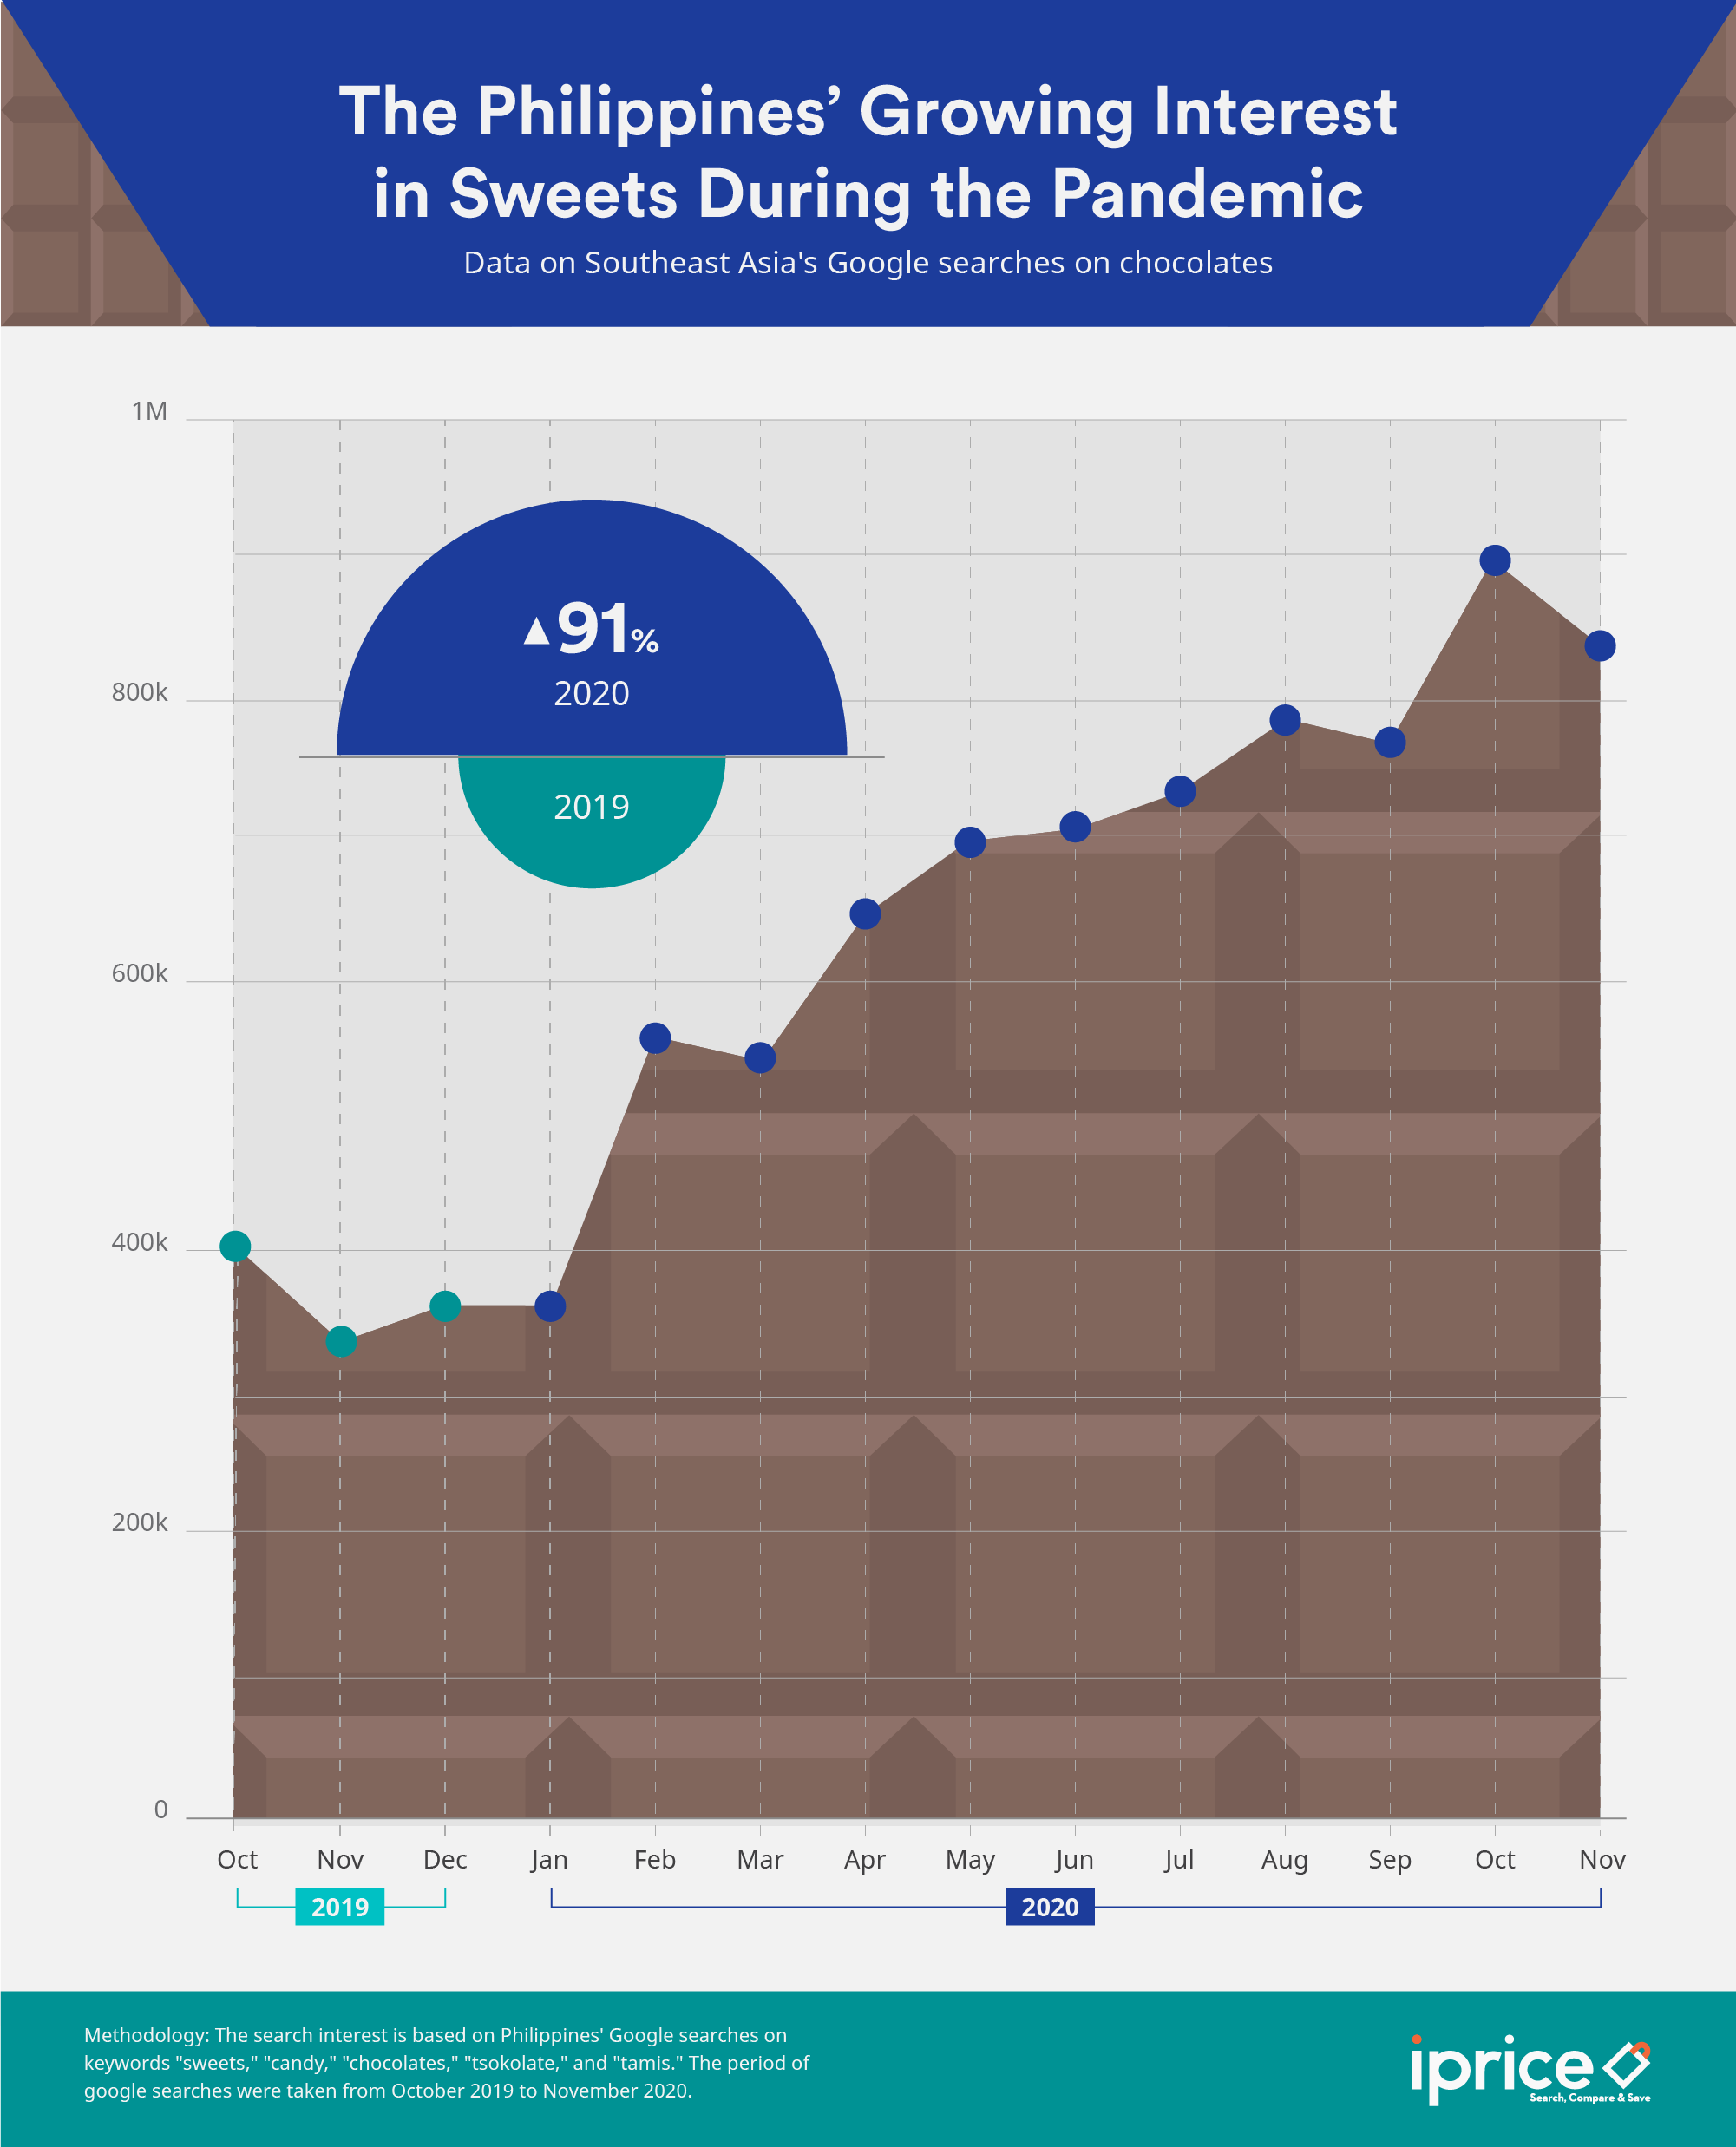 The Philippines’ Growing Interest
in Sweets During the Pandemic
Data on Southeast Asia's Google searches on chocolates
1M
800k
600k
400k
200k
0
▲91%
2020
2019
Oct Nov Dec Jan Feb Mar Apr May Jun Jul Aug Sep Oct Nov
2019 2020
Methodology: The search interest is based on Philippines' Google searches on
keywords "sweets," "candy," "chocolates," "tsokolate," and "tamis." The period of
google searches were taken from October 2019 to November 2020.
iprice
Search, Compare & Save